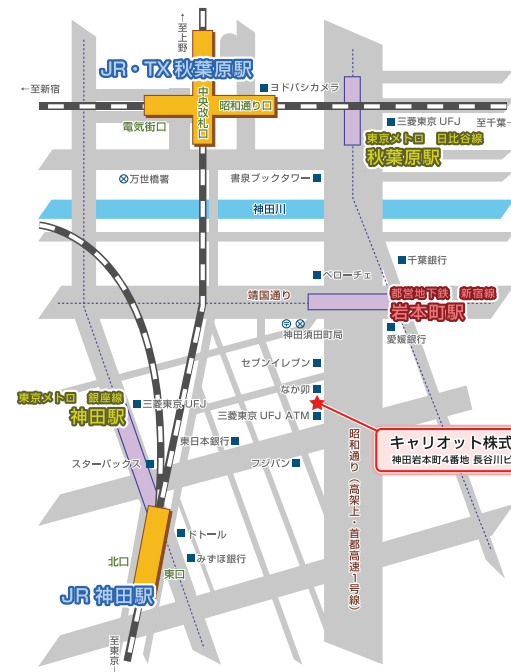 ←至上野
JR・TX秋葉原駅
←至新宿
中央改札口
昭和通り口
ヨドバシカメラ
電気街口
三菱東京UFJ
至千葉
東京メトロ 日比谷線
秋葉原駅
万世橋署
書泉ブックタワー
神田川
千葉銀行
ベローチェ
靖国通り
都営地下鉄 新宿線
岩本町駅
神田須田町局
愛媛銀行
セブンイレブン
なか卯
東京メトロ 銀座線
神田駅
三菱東京UFJ
三菱東京UFJ ATM
東日本銀行
キャリオット株式
神田岩本町4番地 長谷川ビ
スターバックス
フジパン
昭和通り（高架上・首都高速1号線）
ドトール
北口
みずほ銀行
東口
JR 神田駅
至東京